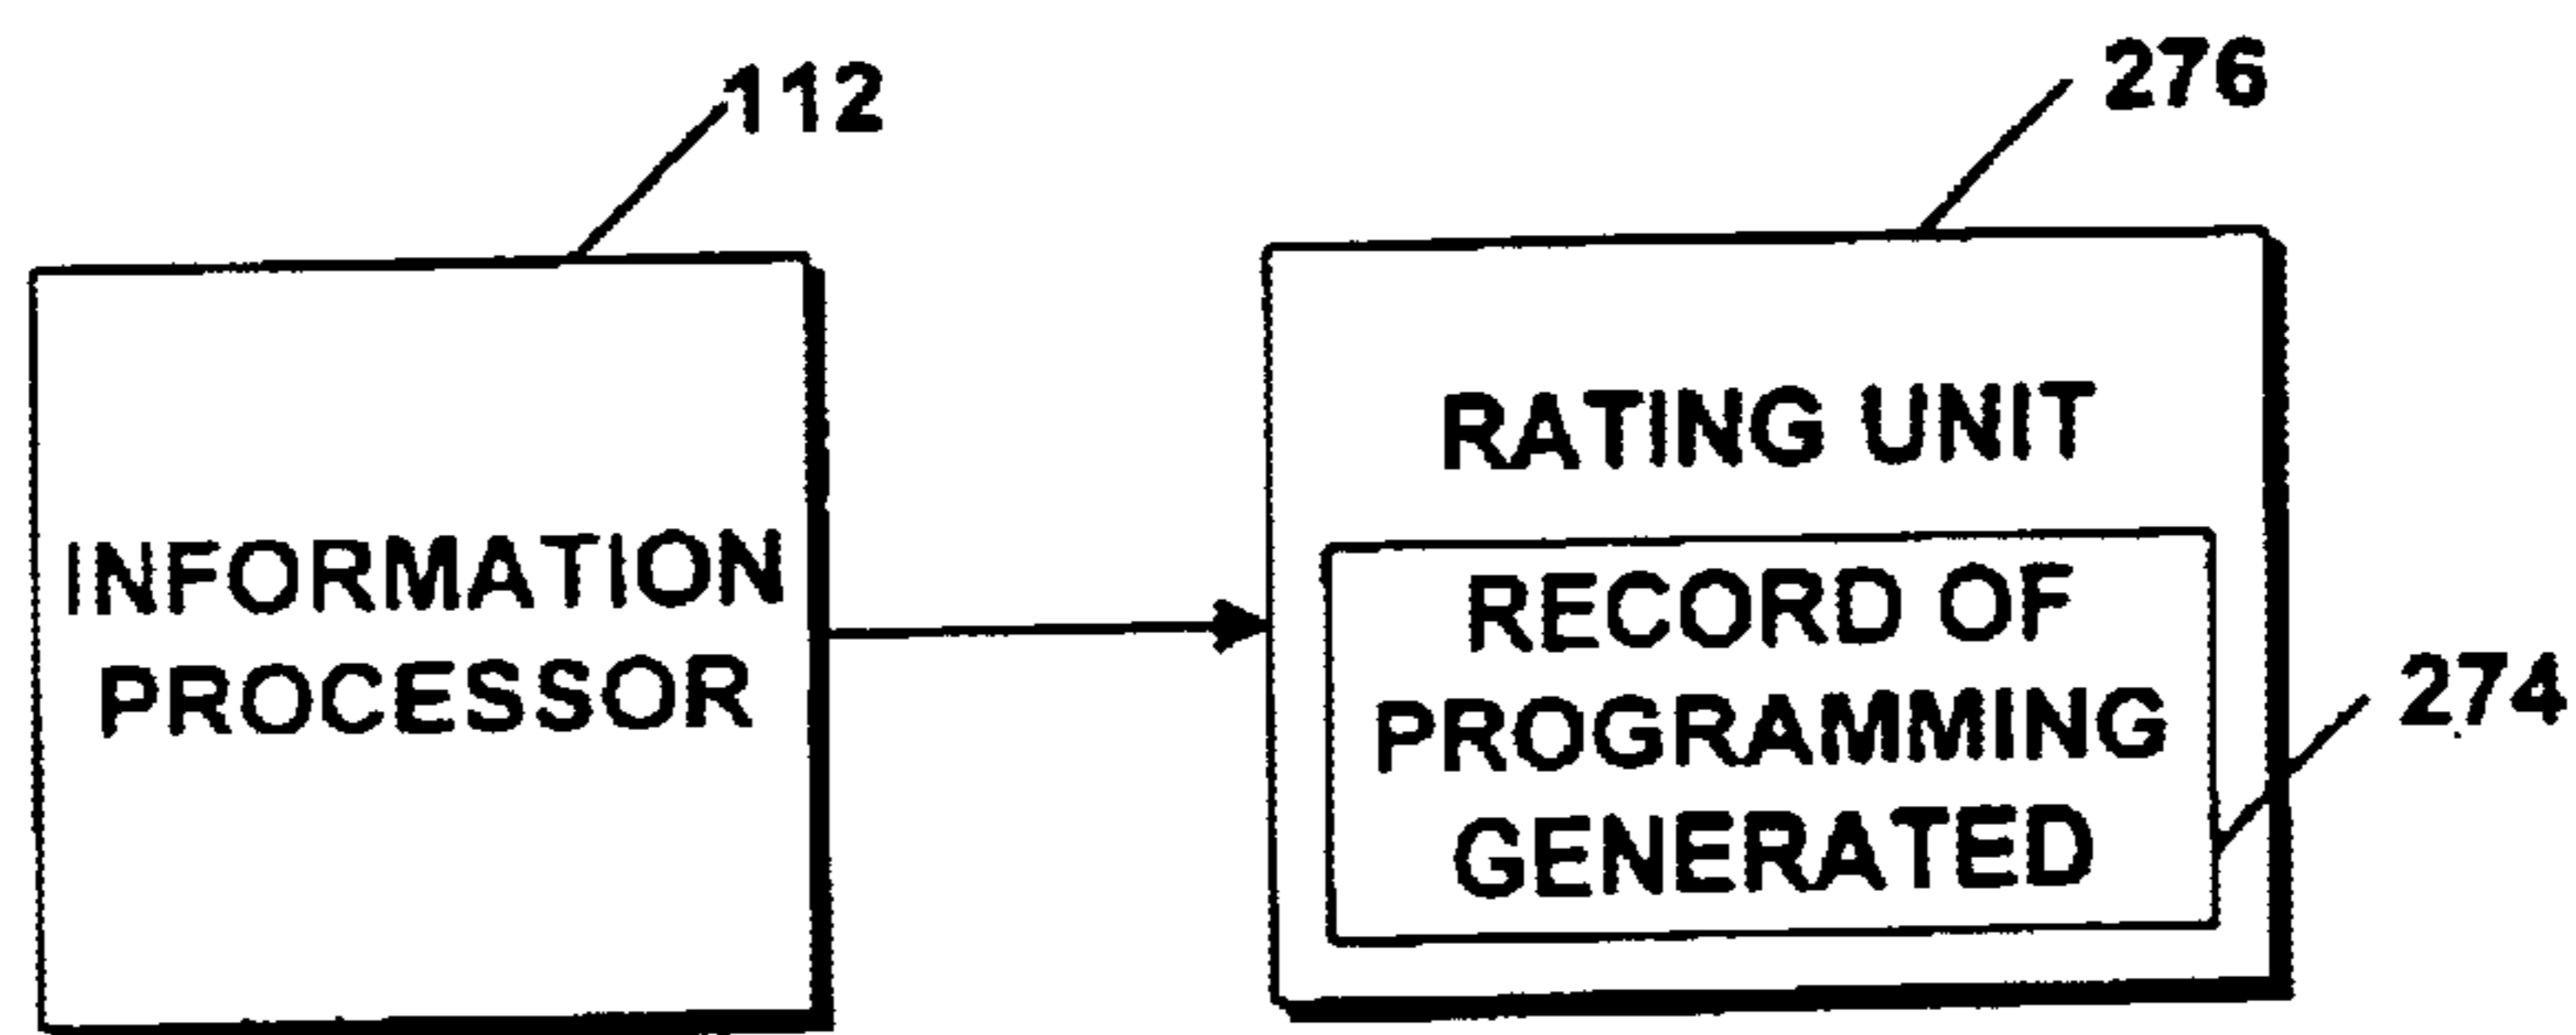 112
276
INFORMATION
PROCESSOR
RATING UNIT
RECORD OF
PROGRAMMING
GENERATED
274